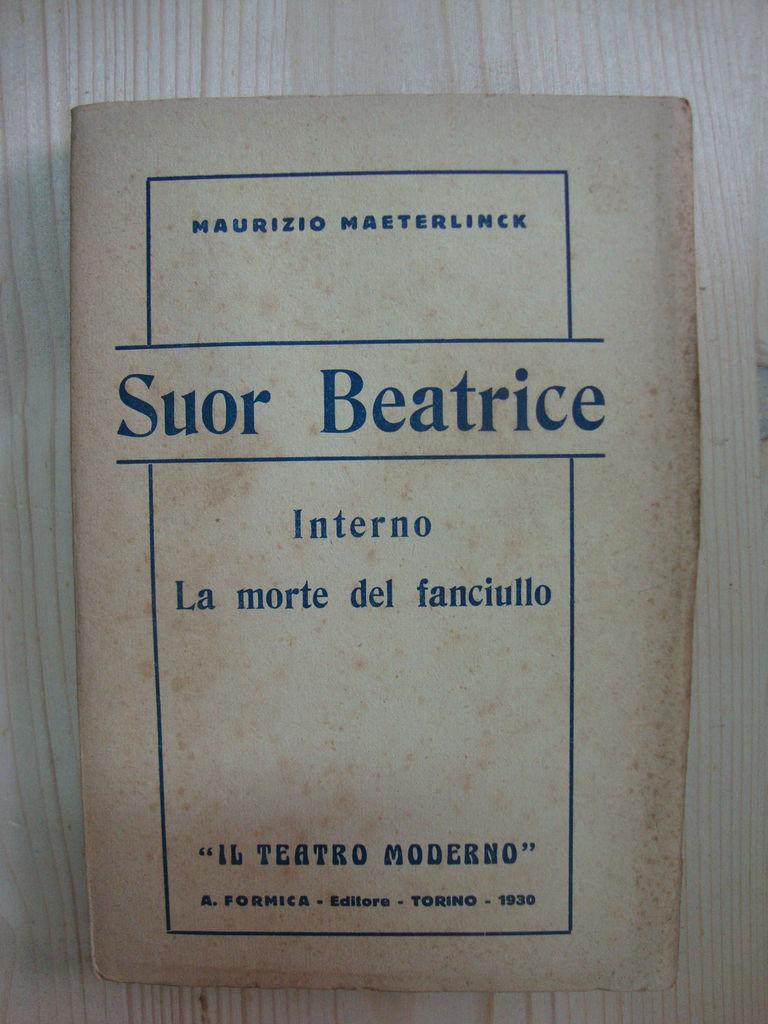 MAURIZIO MAETERLINCK
Suor Beatrice
Interno
La morte del fanciullo
"IL TEATRO MODERNO"
A. FORMICA - Editore - TORINO - 1930